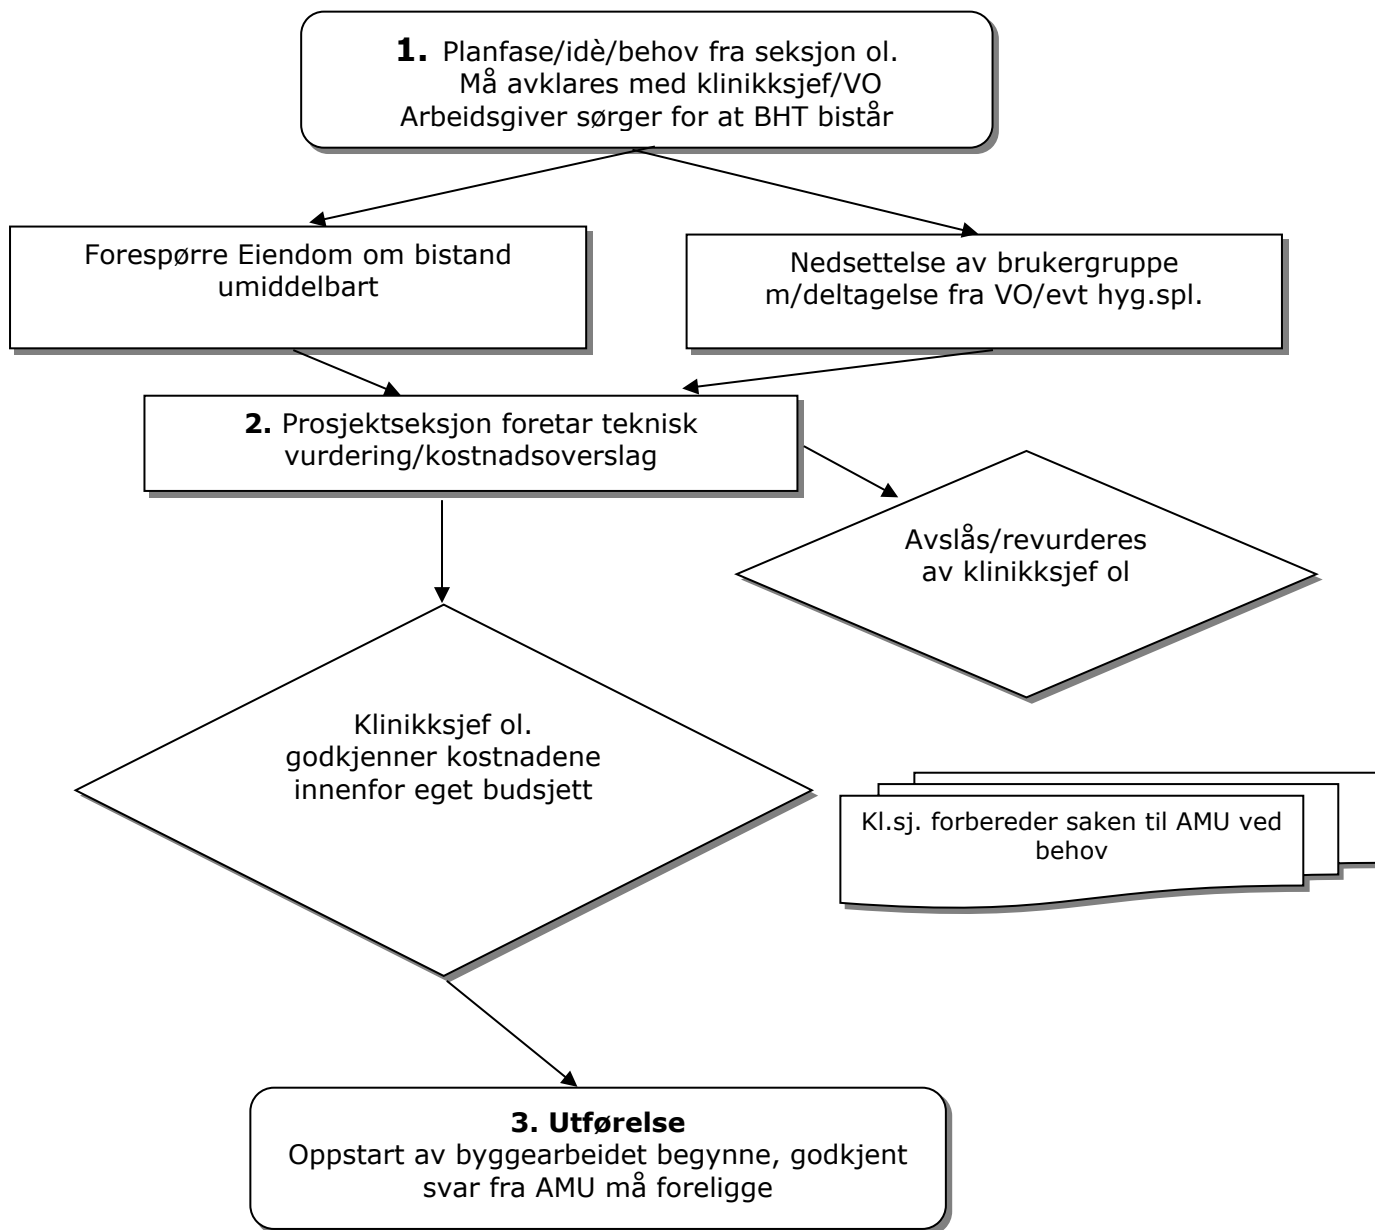 1. Planfase/idè/behov fra seksjon ol.
Må avklares med klinikksjef/VO
Arbeidsgiver sørger for at BHT bistår
Forespørre Eiendom om bistand
umiddelbart
Nedsettelse av brukergruppe
m/deltagelse fra VO/evt hyg.spl.
2. Prosjektseksjon foretar teknisk
vurdering/kostnadsoverslag
Avslås/revurderes
av klinikksjef ol
Klinikksjef ol.
godkjenner kostnadene
innenfor eget budsjett
Kl.sj. forbereder saken til AMU ved
behov
3. Utførelse
Oppstart av byggearbeidet begynne, godkjent
svar fra AMU må foreligge